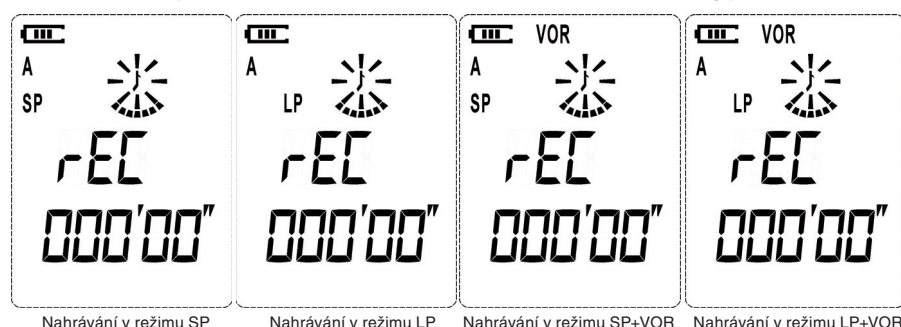 A
SP
rEC
000'00"
Nahrávání v režimu SP
A
LP
rEC
000'00"
Nahrávání v režimu LP
VOR
A
SP
rEC
000'00"
Nahrávání v režimu SP+VOR
VOR
A
LP
rEC
000'00"
Nahrávání v režimu LP+VOR